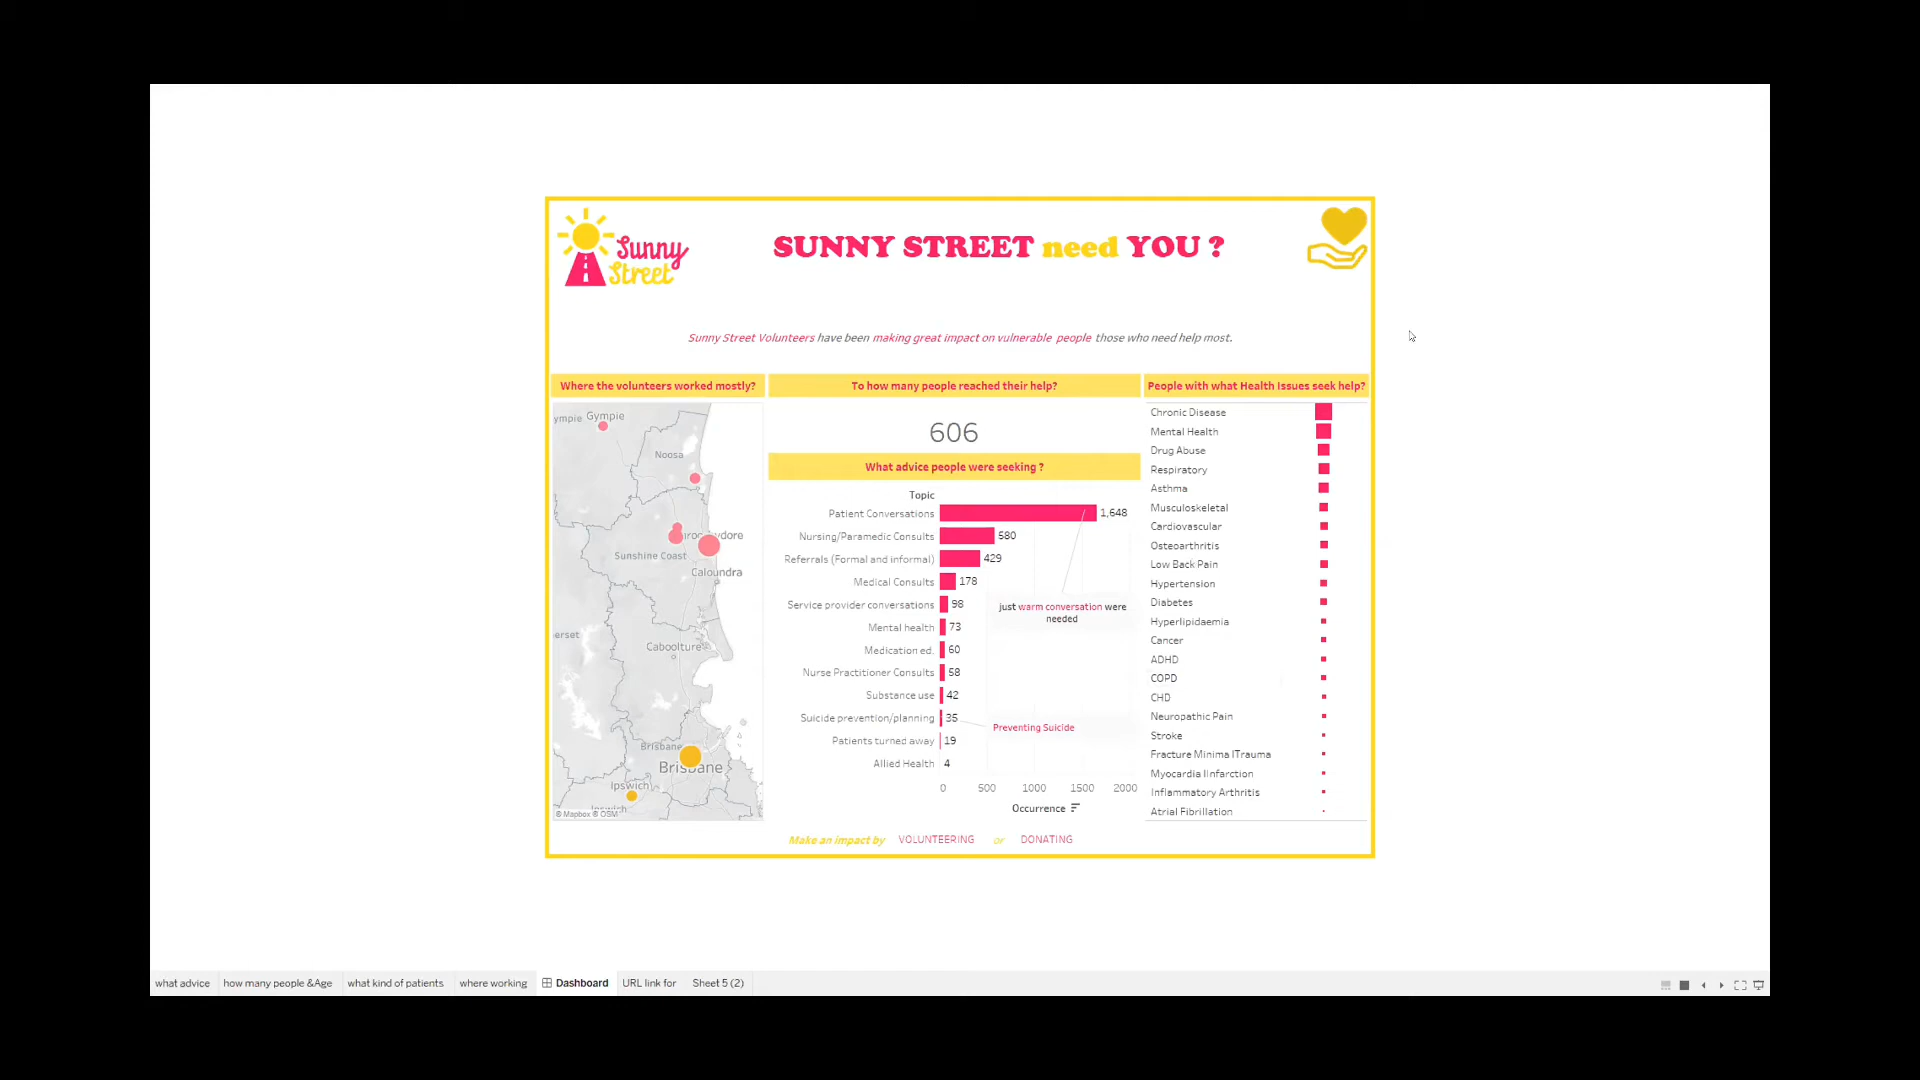 Sunny
Street
SUNNY STREET need YOU ?
Sunny Street Volunteers have been making great impact on vulnerable people those who need help most.
Where the volunteers worked mostly?
To how many people reached their help?
People with what Health Issues seek help?
ympie Gympie
Noosa
Sunshine Coast
Caloundra
erset
Caboolture
Brisbane
Brisbane
Ipswich
© Mapbox © OSM
606
What advice people were seeking ?
Topic
Patient Conversations 1,648
Nursing/Paramedic Consults 580
Referrals (Formal and informal) 429
Medical Consults 178
Service provider conversations 98
Mental health 73
Medication ed. 60
Nurse Practitioner Consults 58
Substance use 42
Suicide prevention/planning 35
Patients turned away 19
Allied Health 4
just warm conversation were
needed
Preventing Suicide
0 500 1000 1500 2000
Occurrence
Chronic Disease
Mental Health
Drug Abuse
Respiratory
Asthma
Musculoskeletal
Cardiovascular
Osteoarthritis
Low Back Pain
Hypertension
Diabetes
Hyperlipidaemia
Cancer
ADHD
COPD
CHD
Neuropathic Pain
Stroke
Fracture Minima lTrauma
Myocardia lInfarction
Inflammatory Arthritis
Atrial Fibrillation
Make an impact by VOLUNTEERING or DONATING
what advice how many people &Age what kind of patients where working Dashboard URL link for Sheet 5 (2)